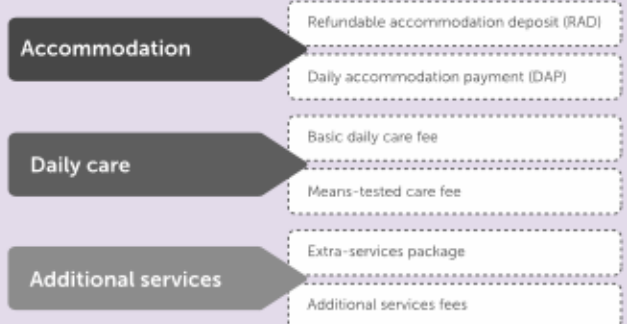 Accommodation
Refundable accommodation deposit (RAD)
Daily accommodation payment (DAP)
Daily care
Basic daily care fee
Means-tested care fee
Additional services
Extra-services package
Additional services fees